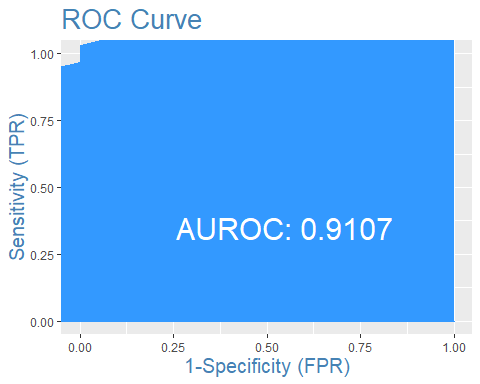 ROC Curve
Sensitivity (TPR)
1.00
0.75
0.50
0.25
0.00
AUROC: 0.9107
0.00 0.25 0.50 0.75 1.00
1-Specificity (FPR)